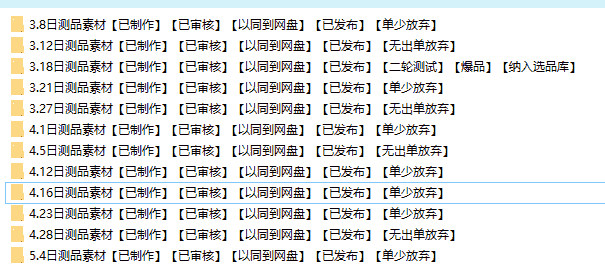 3.8日测品素材【已制作】【已审核】【以同到网盘】【已发布】【单少放弃】
3.12日测品素材【已制作】【已审核】【以同到网盘】【已发布】【无出单放弃】
3.18日测品素材【已制作】【已审核】【以同到网盘】【已发布】【二轮测试】【爆品】【纳入选品库】
3.21日测品素材【已制作】【已审核】【以同到网盘】【已发布】【单少放弃】
3.27日测品素材【已制作】【已审核】【以同到网盘】【已发布】【无出单放弃】
4.1日测品素材【已制作】【已审核】【以同到网盘】【已发布】【单少放弃】
4.5日测品素材【已制作】【已审核】【以同到网盘】【已发布】【无出单放弃】
4.12日测品素材【已制作】【已审核】【以同到网盘】【已发布】【单少放弃】
4.16日测品素材【已制作】【已审核】【以同到网盘】【已发布】【单少放弃】
4.23日测品素材【已制作】【已审核】【以同到网盘】【已发布】【单少放弃】
4.28日测品素材【已制作】【已审核】【以同到网盘】【已发布】【无出单放弃】
5.4日测品素材【已制作】【已审核】【以同到网盘】【已发布】【单少放弃】